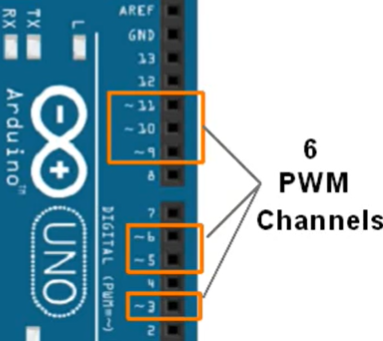 AREF
GND
13
12
~11
~10
~9
8
7
~6
~5
4
~3
2
L
TX
RX
Arduino™
UNO
DIGITAL (PWM=~)
6
PWM
Channels